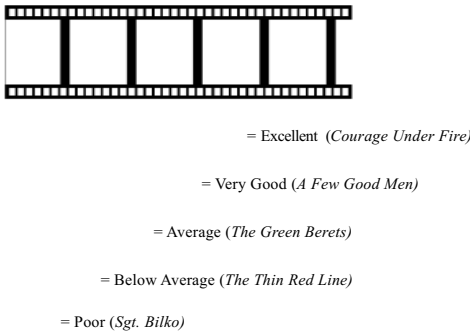 = Excellent (Courage Under Fire)
= Very Good (A Few Good Men)
= Average (The Green Berets)
= Below Average (The Thin Red Line)
= Poor (Sgt. Bilko)